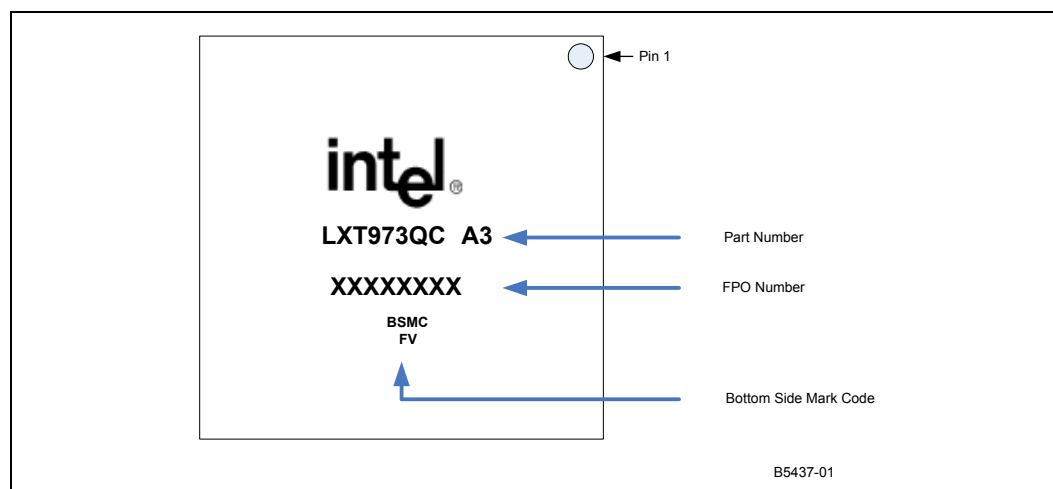 Pin 1
intel®
LXT973QC A3
Part Number
XXXXXXXX
FPO Number
BSMC
FV
Bottom Side Mark Code
B5437-01